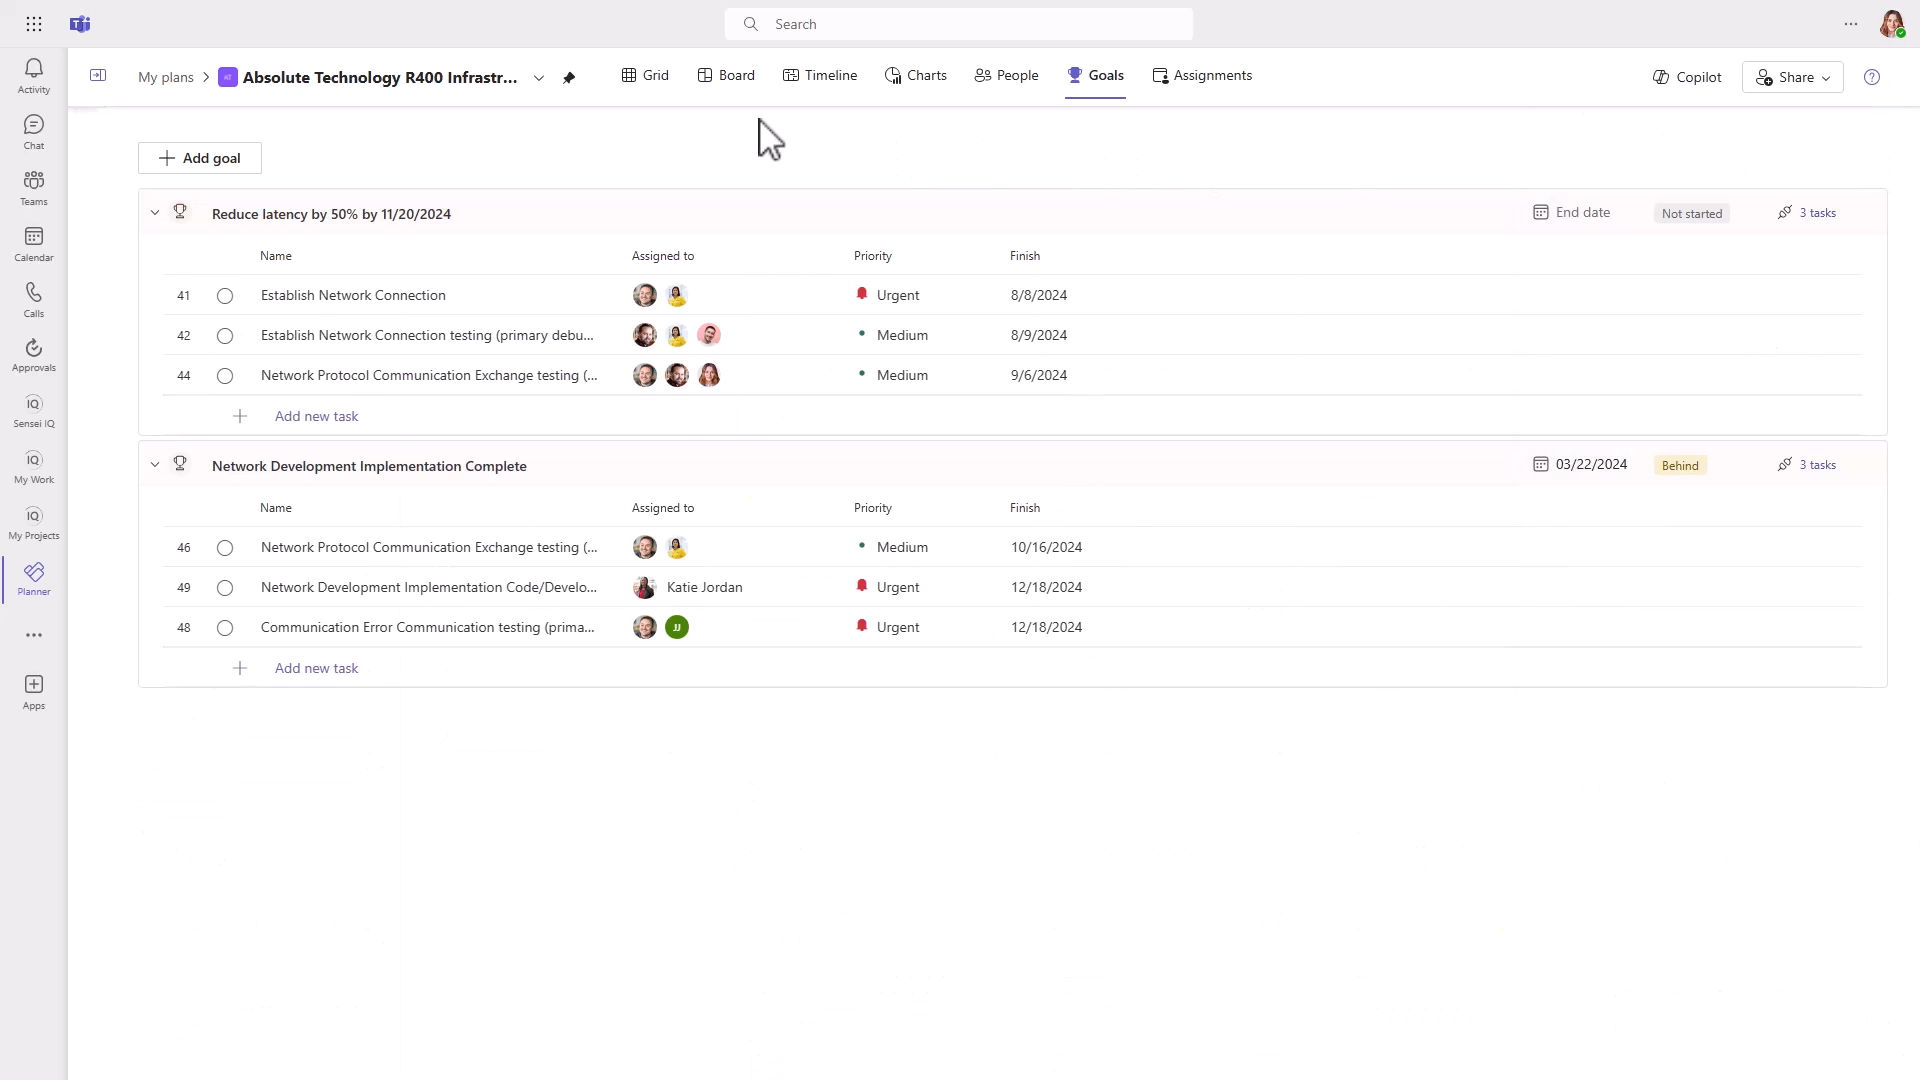 Search
My plans
Absolute Technology R400 Infrastr...
Grid
Board
Timeline
Charts
People
Goals
Assignments
Copilot
Share
Activity
Chat
Teams
Calendar
Calls
Approvals
IQ
Sensei IQ
IQ
My Work
IQ
My Projects
Planner
Apps
Add goal
Reduce latency by 50% by 11/20/2024
End date
Not started
3 tasks
Name Assigned to Priority Finish
41 Establish Network Connection Urgent 8/8/2024
42 Establish Network Connection testing (primary debu... Medium 8/9/2024
44 Network Protocol Communication Exchange testing (... Medium 9/6/2024
Add new task
Network Development Implementation Complete
03/22/2024
Behind
3 tasks
Name Assigned to Priority Finish
46 Network Protocol Communication Exchange testing (... Medium 10/16/2024
49 Network Development Implementation Code/Develo... Katie Jordan Urgent 12/18/2024
48 Communication Error Communication testing (prima... JJ Urgent 12/18/2024
Add new task